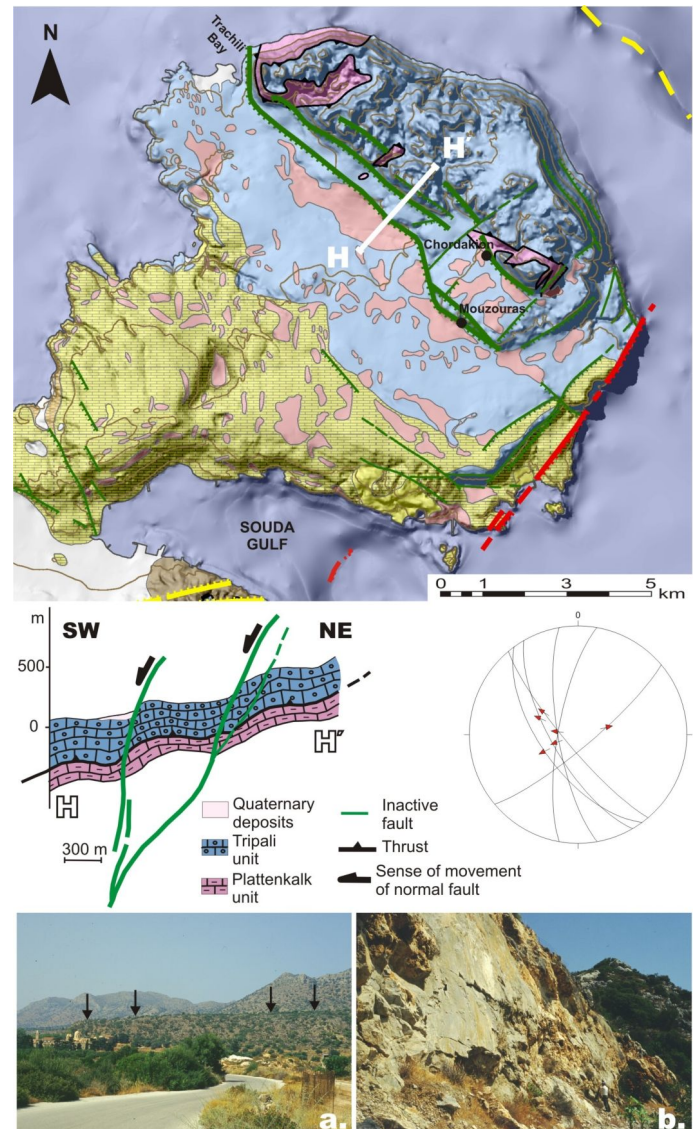 N
Trachili
Bay
H´
H
Chordakion
Mouzouras
SOUDA
GULF
0 1 3 5
km
m
SW
NE
500
0
H
H´
300 m
Quaternary
deposits
Tripali
unit
Plattenkalk
unit
Inactive
fault
Thrust
Sense of movement
of normal fault
0
a.
b.